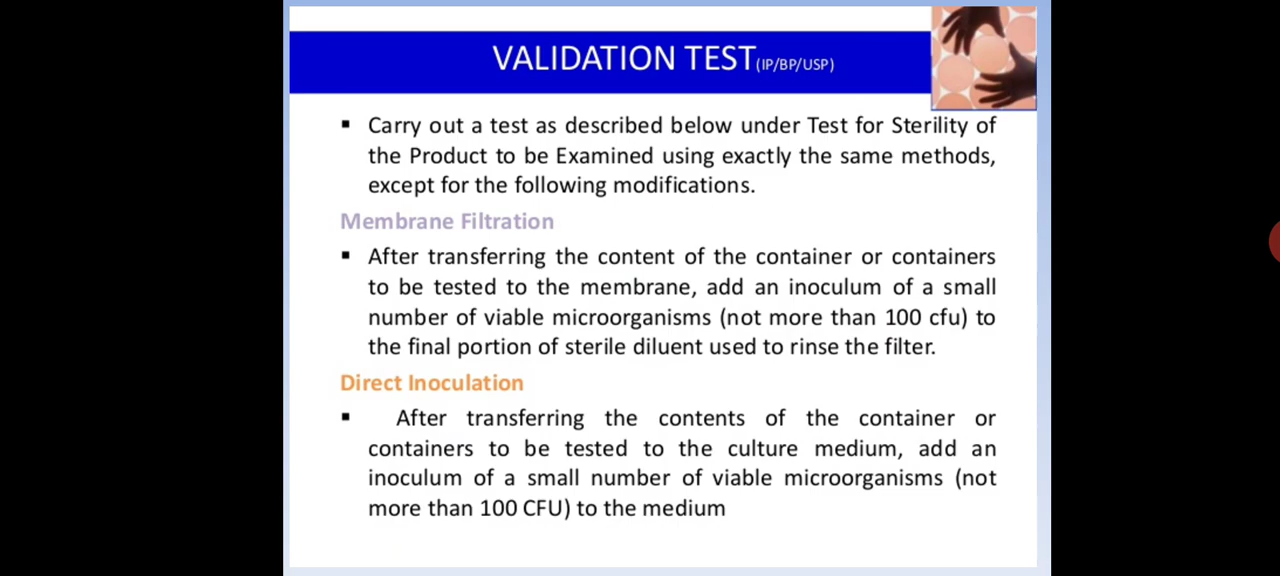 VALIDATION TEST(IP/BP/USP)
▪ Carry out a test as described below under Test for Sterility of
the Product to be Examined using exactly the same methods,
except for the following modifications.
Membrane Filtration
▪ After transferring the content of the container or containers
to be tested to the membrane, add an inoculum of a small
number of viable microorganisms (not more than 100 cfu) to
the final portion of sterile diluent used to rinse the filter.
Direct Inoculation
▪ After transferring the contents of the container or
containers to be tested to the culture medium, add an
inoculum of a small number of viable microorganisms (not
more than 100 CFU) to the medium